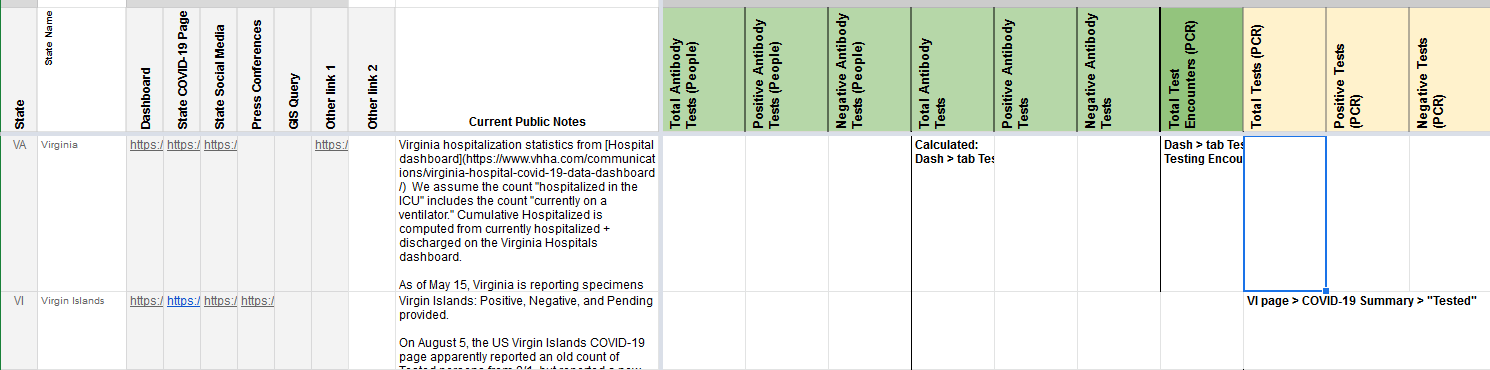 State
State Name
Dashboard
State COVID-19 Page
State Social Media
Press Conferences
GIS Query
Other link 1
Other link 2
Current Public Notes
Total Antibody
Tests (People)
Positive Antibody
Tests (People)
Negative Antibody
Tests (People)
Total Antibody
Tests
Positive Antibody
Tests
Negative Antibody
Tests
Total Test
Encounters (PCR)
Total Tests (PCR)
Positive Tests
(PCR)
Negative Tests
(PCR)
VA
Virginia
https:/
https:/
https:/
https:/
Virginia hospitalization statistics from [Hospital
dashboard](https://www.vhha.com/communicat
ions/virginia-hospital-covid-19-data-dashboard
/)  We assume the count "hospitalized in the
ICU" includes the count "currently on a
ventilator." Cumulative Hospitalized is
computed from currently hospitalized +
discharged on the Virginia Hospitals
dashboard.
As of May 15, Virginia is reporting specimens
Calculated:
Dash > tab Tes
Dash > tab Tes
Testing Encou
VI
Virgin Islands
https:/
https:/
https:/
https:/
Virgin Islands: Positive, Negative, and Pending
provided.
On August 5, the US Virgin Islands COVID-19
page apparently reported an old count of
VI page > COVID-19 Summary > "Tested"